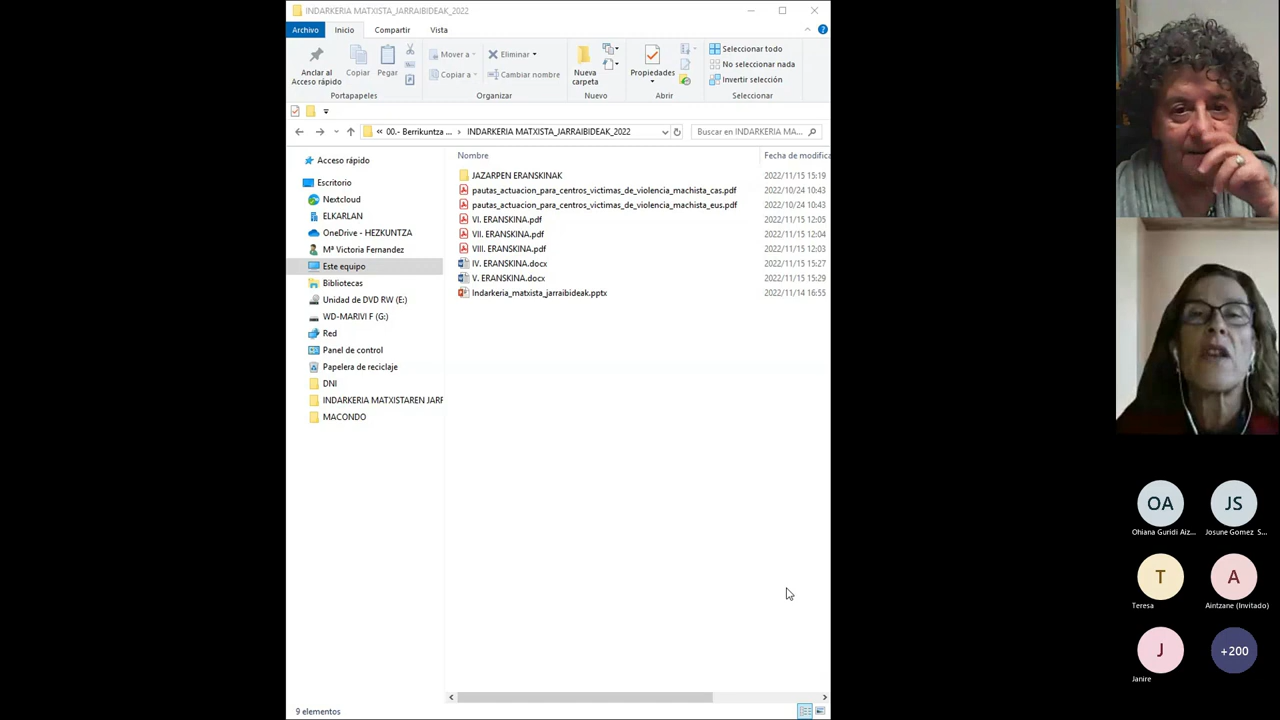 INDARKERIA MATXISTA_JARRAIBIDEAK_2022
Archivo Inicio Compartir Vista
Anclar al Acceso rápido
Copiar
Pegar
Mover a
Copiar a
Eliminar
Cambiar nombre
Nueva carpeta
Propiedades
Seleccionar todo
No seleccionar nada
Invertir selección
Portapapeles Organizar Nuevo Abrir Seleccionar
« 00.- Berrikuntza ... > INDARKERIA MATXISTA_JARRAIBIDEAK_2022
Buscar en INDARKERIA MA...
Nombre Fecha de modifica
Acceso rápido
Escritorio
Nextcloud
ELKARLAN
OneDrive - HEZKUNTZA
Mª Victoria Fernandez
Este equipo
Bibliotecas
Unidad de DVD RW (E:)
WD-MARIVI F (G:)
Red
Panel de control
Papelera de reciclaje
DNI
INDARKERIA MATXISTAREN JARR
MACONDO
JAZARPEN ERANSKINAK 2022/11/15 15:19
pautas_actuacion_para_centros_victimas_de_violencia_machista_cas.pdf 2022/10/24 10:43
pautas_actuacion_para_centros_victimas_de_violencia_machista_eus.pdf 2022/10/24 10:43
VI. ERANSKINA.pdf 2022/11/15 12:05
VII. ERANSKINA.pdf 2022/11/15 12:04
VIII. ERANSKINA.pdf 2022/11/15 12:03
IV. ERANSKINA.docx 2022/11/15 15:27
V. ERANSKINA.docx 2022/11/15 15:29
Indarkeria_matxista_jarraibideak.pptx 2022/11/14 16:55
9 elementos
OA
Ohiana Guridi Aiz...
JS
Josune Gomez S...
T
Teresa
A
Aintzane (Invitado)
J
Janire
+200